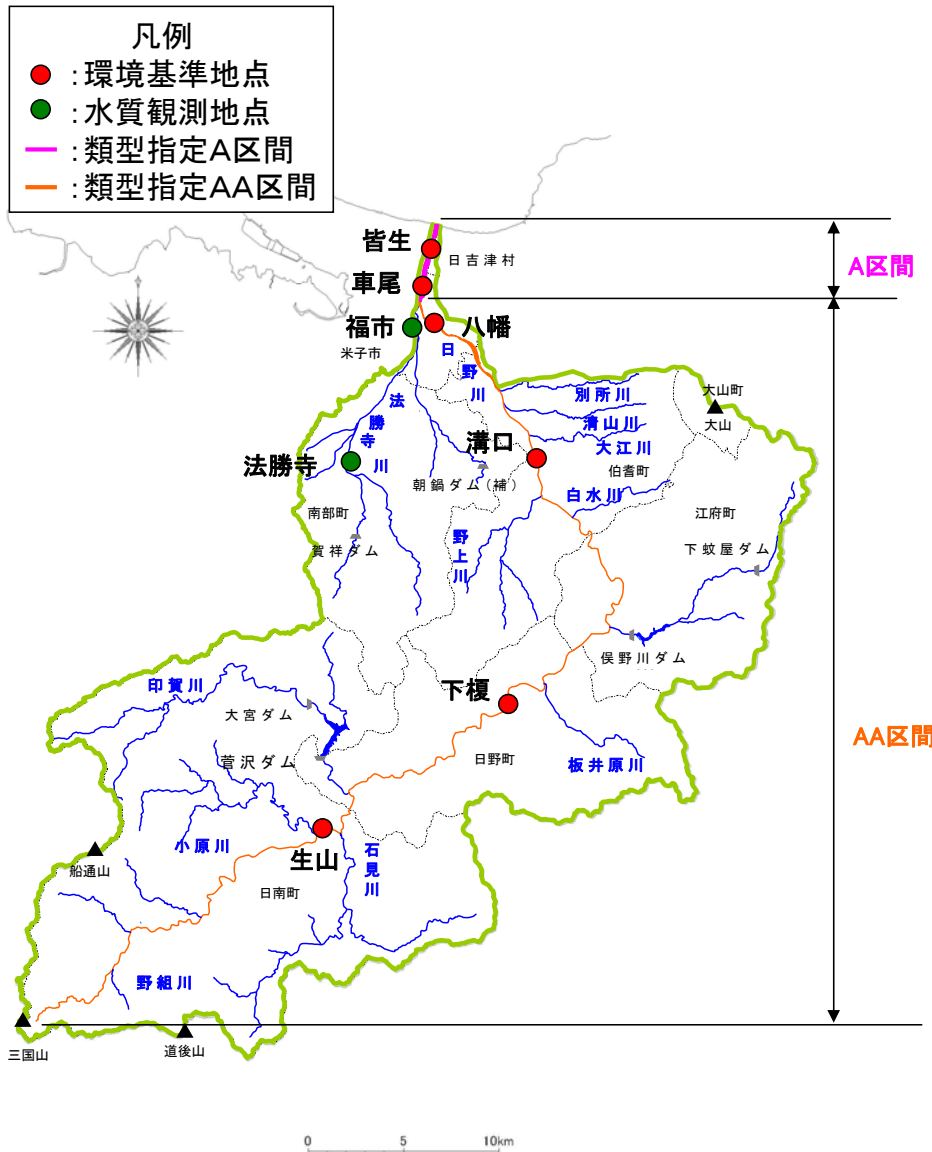 凡例
：環境基準地点
：水質観測地点
：類型指定A区間
：類型指定AA区間
皆生
日吉津村
A区間
車尾
福市
八幡
米子市
日野川
大山町
大山
別所川
法勝寺川
清山川
大江川
溝口
法勝寺
伯耆町
朝鍋ダム(補)
白水川
南部町
江府町
賀祥ダム
野上川
下蚊屋ダム
俣野川ダム
印賀川
下榎
大宮ダム
AA区間
菅沢ダム
日野町
板井原川
小原川
生山
石見川
船通山
日南町
野組川
三国山
道後山
0 5 10km